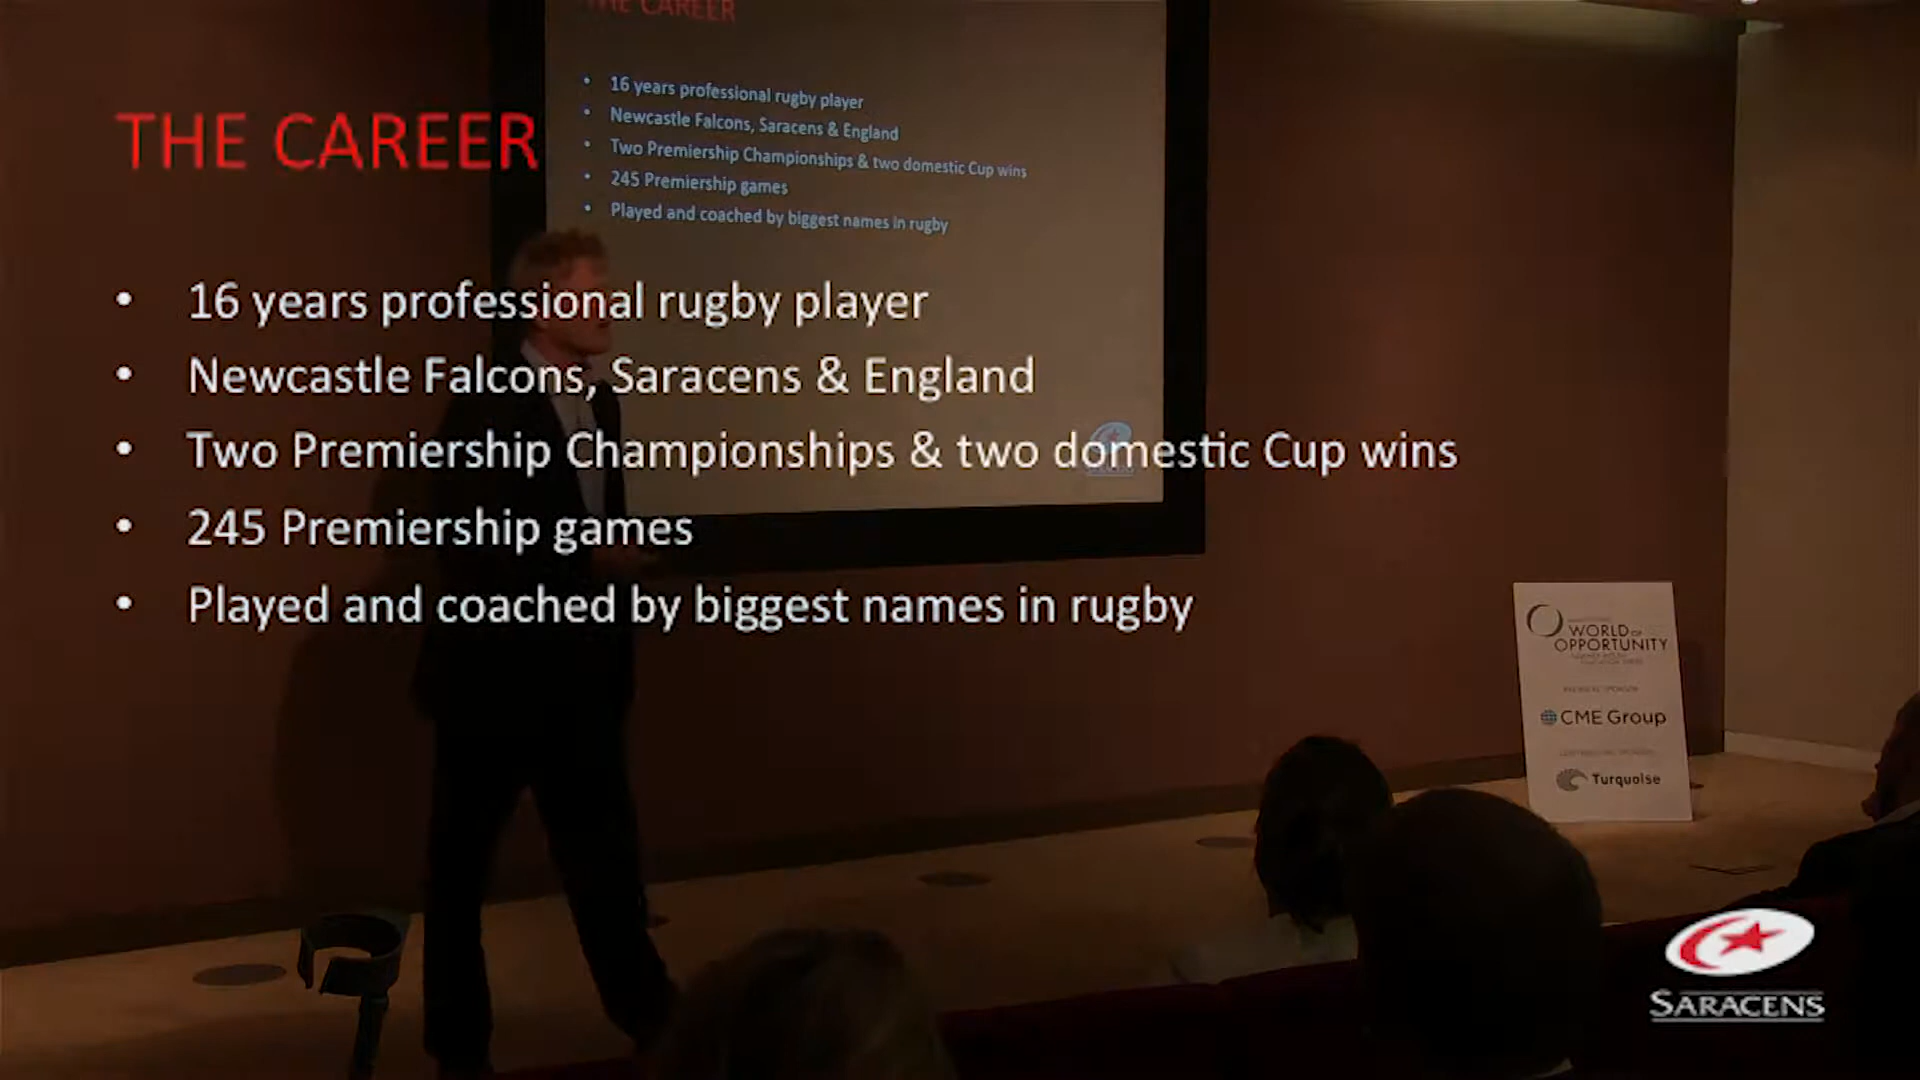 THE CAREER
• 16 years professional rugby player
• Newcastle Falcons, Saracens & England
• Two Premiership Championships & two domestic Cup wins
• 245 Premiership games
• Played and coached by biggest names in rugby
THE CAREER
• 16 years professional rugby player
• Newcastle Falcons, Saracens & England
• Two Premiership Championships & two domestic Cup wins
• 245 Premiership games
• Played and coached by biggest names in rugby
WORLD OF
OPPORTUNITY
CME Group
Turquoise
SARACENS